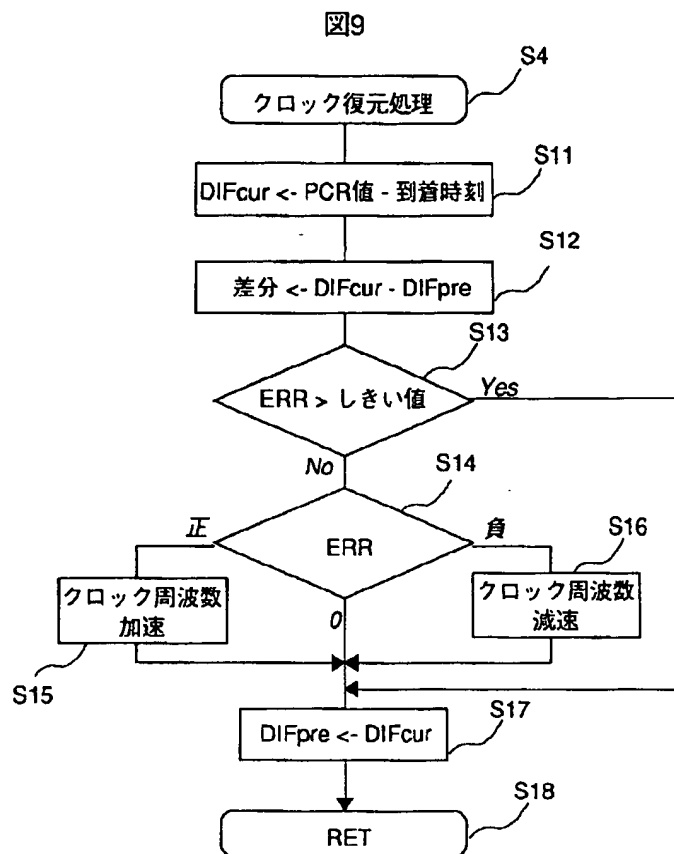 図9
S4
クロック復元処理
S11
DIFcur <- PCR値 - 到着時刻
S12
差分 <- DIFcur - DIFpre
S13
ERR > しきい値
Yes
No
S14
正
ERR
負
S16
クロック周波数
加速
0
クロック周波数
減速
S15
S17
DIFpre <- DIFcur
S18
RET